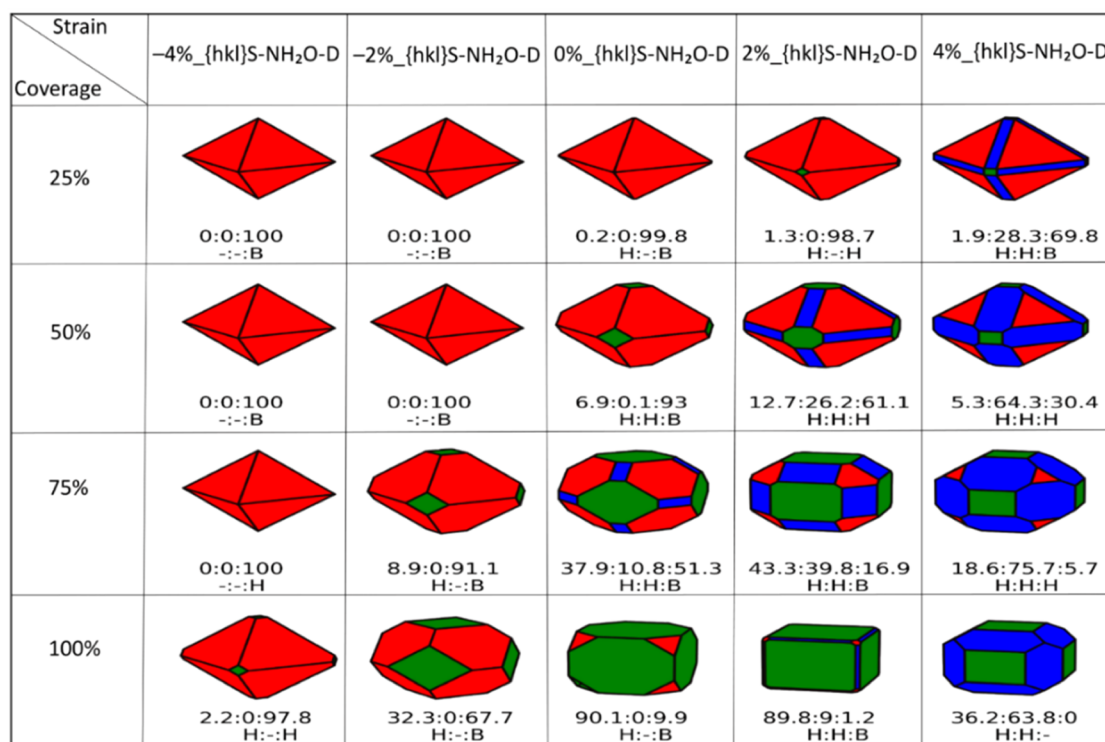 Strain
Coverage
–4%_{hkl}S-NH₂O-D
–2%_{hkl}S-NH₂O-D
0%_{hkl}S-NH₂O-D
2%_{hkl}S-NH₂O-D
4%_{hkl}S-NH₂O-D
25%
0:0:100
-:-:B
0:0:100
-:-:B
0.2:0:99.8
H:-:B
1.3:0:98.7
H:-:H
1.9:28.3:69.8
H:H:B
50%
0:0:100
-:-:B
0:0:100
-:-:B
6.9:0.1:93
H:H:B
12.7:26.2:61.1
H:H:H
5.3:64.3:30.4
H:H:H
75%
0:0:100
-:-:H
8.9:0:91.1
H:-:B
37.9:10.8:51.3
H:H:B
43.3:39.8:16.9
H:H:B
18.6:75.7:5.7
H:H:H
100%
2.2:0:97.8
H:-:H
32.3:0:67.7
H:-:B
90.1:0:9.9
H:-:B
89.8:9:1.2
H:H:B
36.2:63.8:0
H:H:-